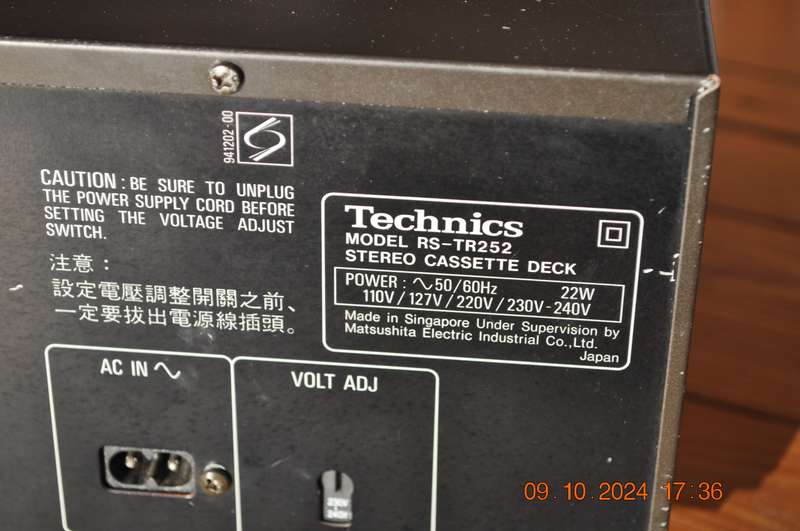 941202-00
CAUTION : BE SURE TO UNPLUG
THE POWER SUPPLY CORD BEFORE
SETTING THE VOLTAGE ADJUST
SWITCH.
注意：
設定電壓調整開關之前、
一定要拔出電源線插頭。
Technics
MODEL RS-TR252
STEREO CASSETTE DECK
POWER : ∿50/60Hz 22W
110V/127V/220V/230V-240V
Made in Singapore Under Supervision by
Matsushita Electric Industrial Co.,Ltd.
Japan
AC IN ∿
VOLT ADJ
230V
240V
09.10.2024 17:36